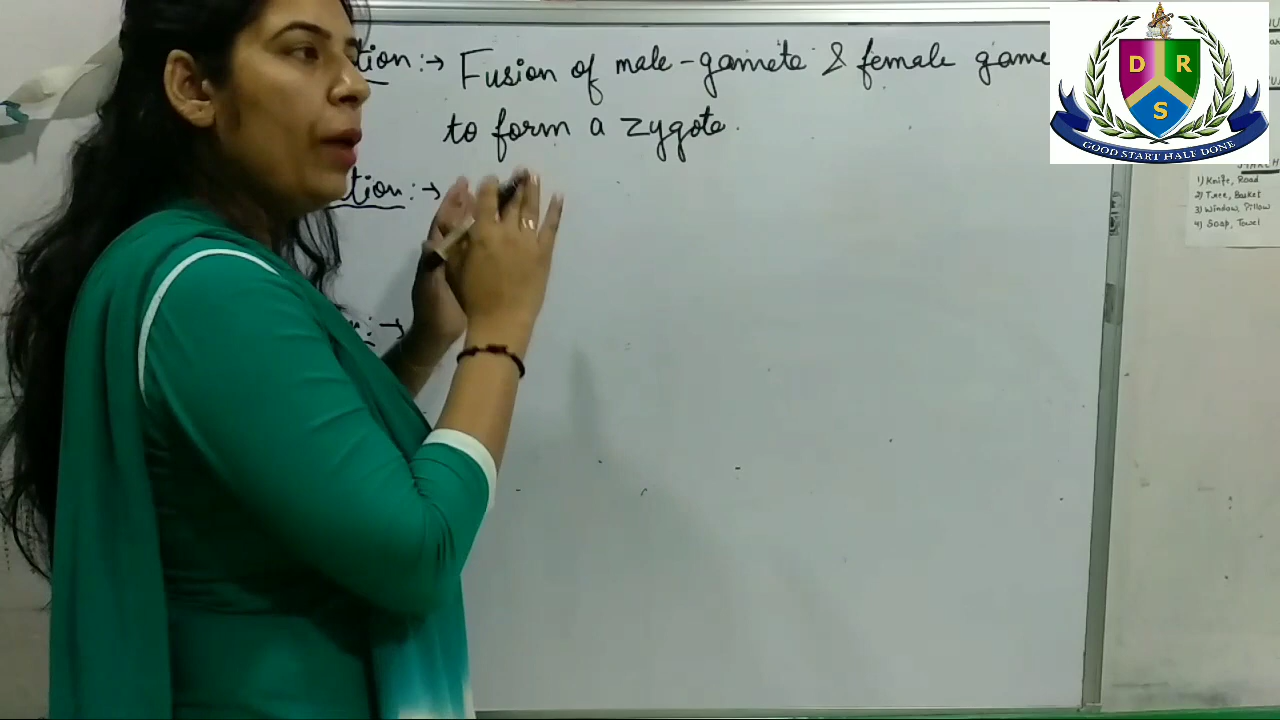 tion :→ Fusion of male-gamete & female game
to form a zygote.
tion :→
:→
D R
S
GOOD START HALF DONE
1) Knife, Road
2) Tree, Basket
3) Window, Pillow
4) Soap, Towel